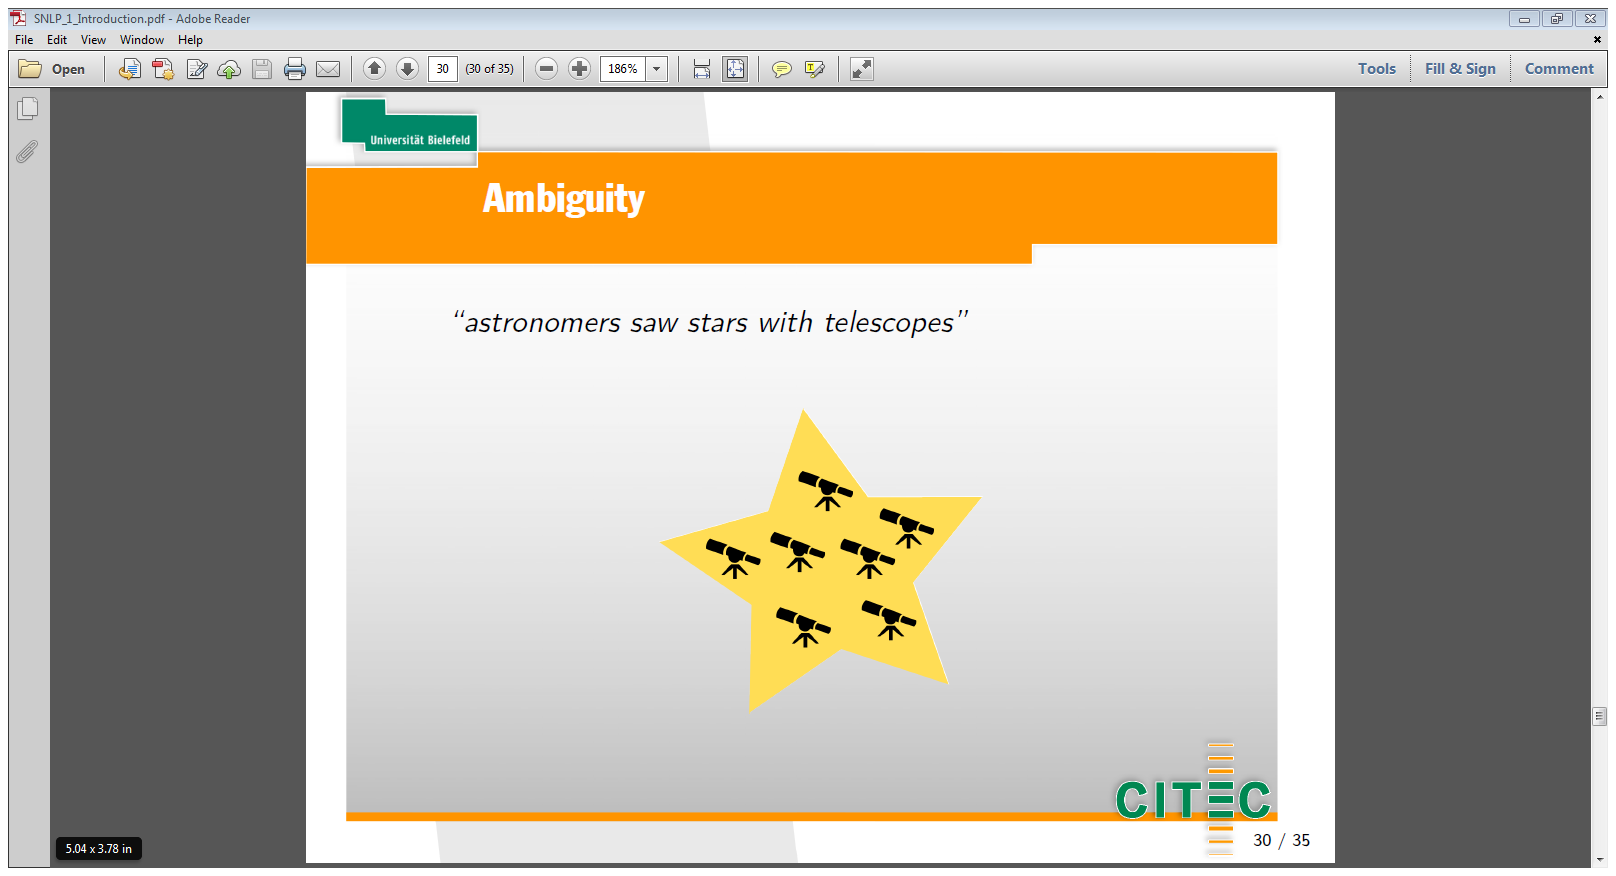 SNLP_1_Introduction.pdf - Adobe Reader
File Edit View Window Help
Open 30 (30 of 35) 186% Tools Fill & Sign Comment
Universität Bielefeld
Ambiguity
“astronomers saw stars with telescopes”
CITEC
30 / 35
5.04 x 3.78 in